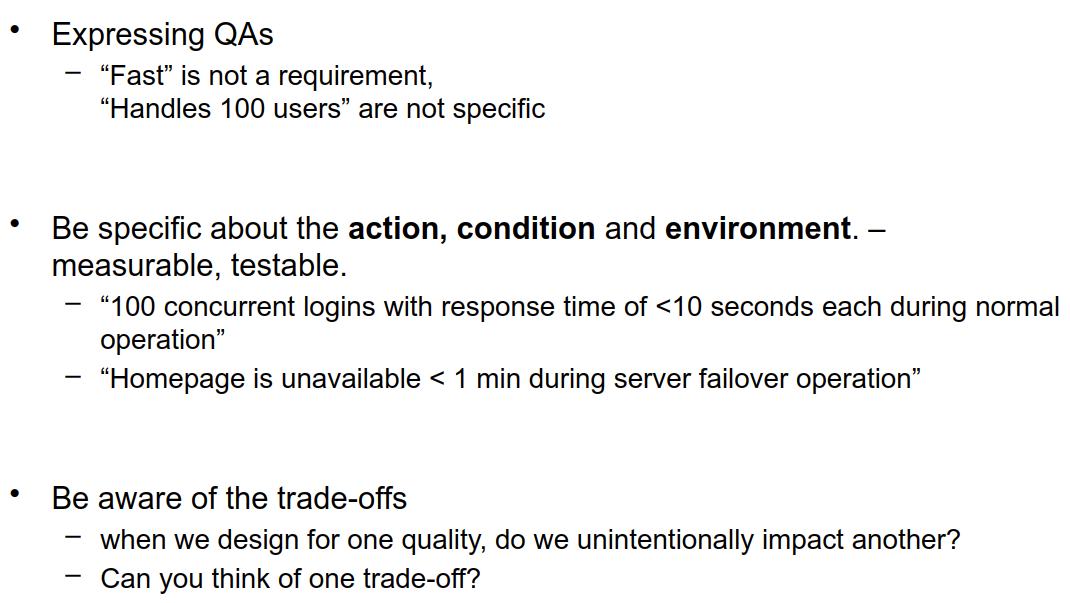 • Expressing QAs
– “Fast” is not a requirement,
“Handles 100 users” are not specific
• Be specific about the action, condition and environment. –
measurable, testable.
– “100 concurrent logins with response time of <10 seconds each during normal
operation”
– “Homepage is unavailable < 1 min during server failover operation”
• Be aware of the trade-offs
– when we design for one quality, do we unintentionally impact another?
– Can you think of one trade-off?